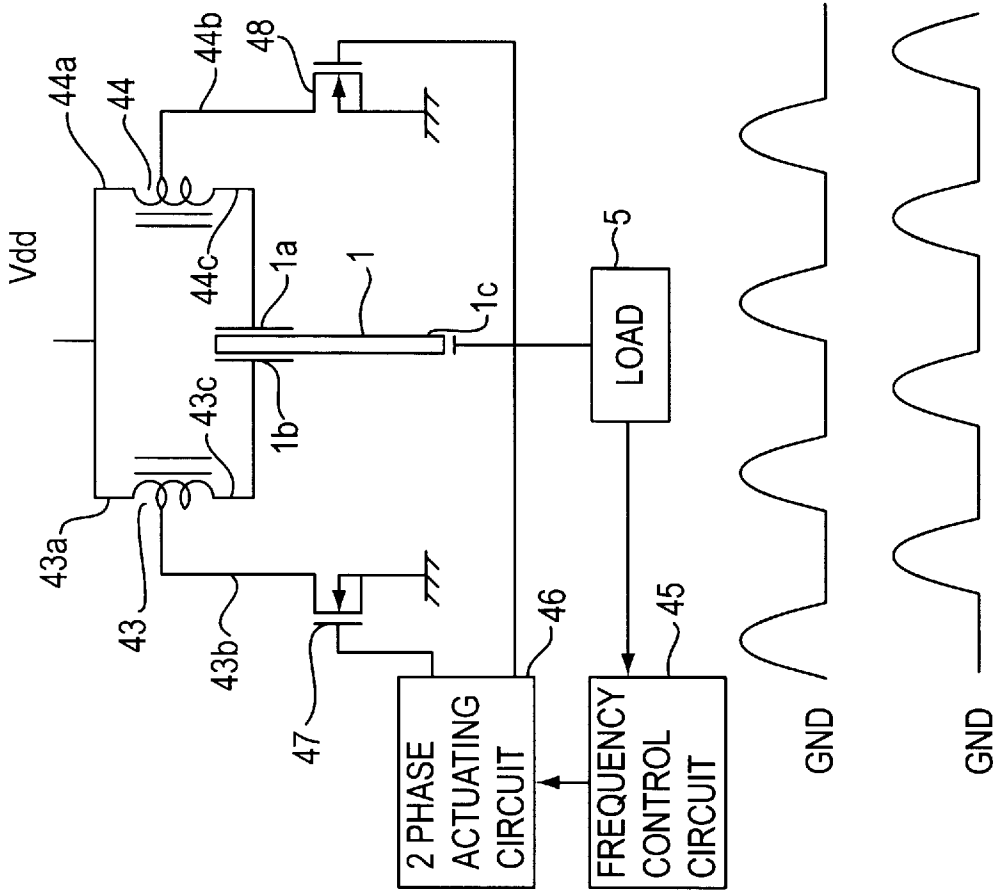 Vdd
44a
44
44b
48
44c
43a
43
43b
43c
1b
1a
1
1c
47
46
2 PHASE
ACTUATING
CIRCUIT
5
LOAD
45
FREQUENCY
CONTROL
CIRCUIT
GND
GND